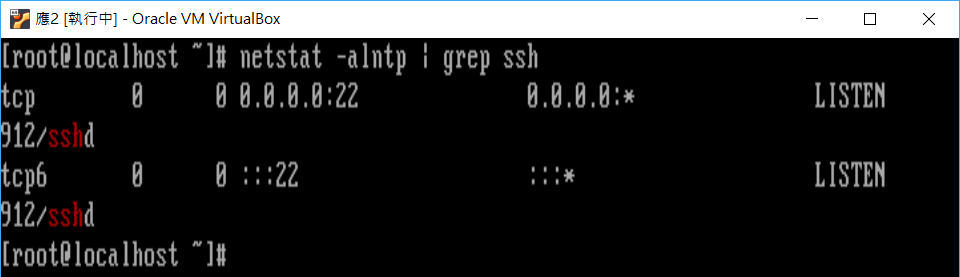 應2 [執行中] - Oracle VM VirtualBox
[root@localhost ~]# netstat -alntp | grep ssh
tcp 0 0 0.0.0.0:22 0.0.0.0:* LISTEN
912/sshd
tcp6 0 0 :::22 :::* LISTEN
912/sshd
[root@localhost ~]#